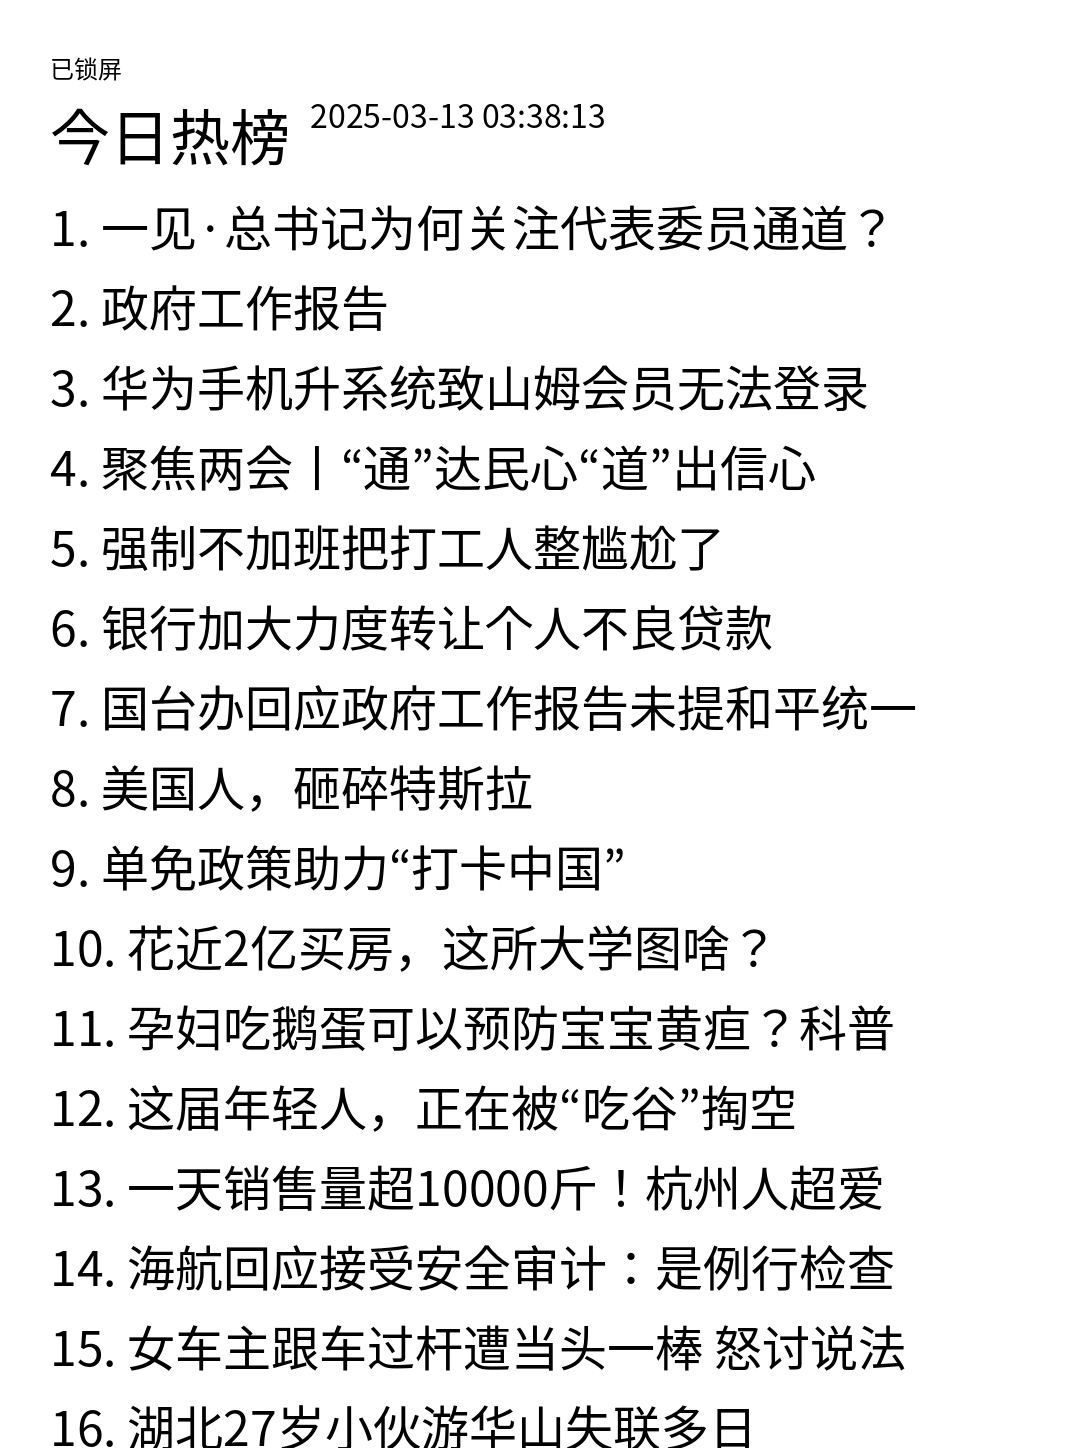 已锁屏
今日热榜 2025-03-13 03:38:13
1. 一见·总书记为何关注代表委员通道？
2. 政府工作报告
3. 华为手机升系统致山姆会员无法登录
4. 聚焦两会丨“通”达民心“道”出信心
5. 强制不加班把打工人整尴尬了
6. 银行加大力度转让个人不良贷款
7. 国台办回应政府工作报告未提和平统一
8. 美国人，砸碎特斯拉
9. 单免政策助力“打卡中国”
10. 花近2亿买房，这所大学图啥？
11. 孕妇吃鹅蛋可以预防宝宝黄疸？科普
12. 这届年轻人，正在被“吃谷”掏空
13. 一天销售量超10000斤！杭州人超爱
14. 海航回应接受安全审计：是例行检查
15. 女车主跟车过杆遭当头一棒 怒讨说法
16. 湖北27岁小伙游华山失联多日